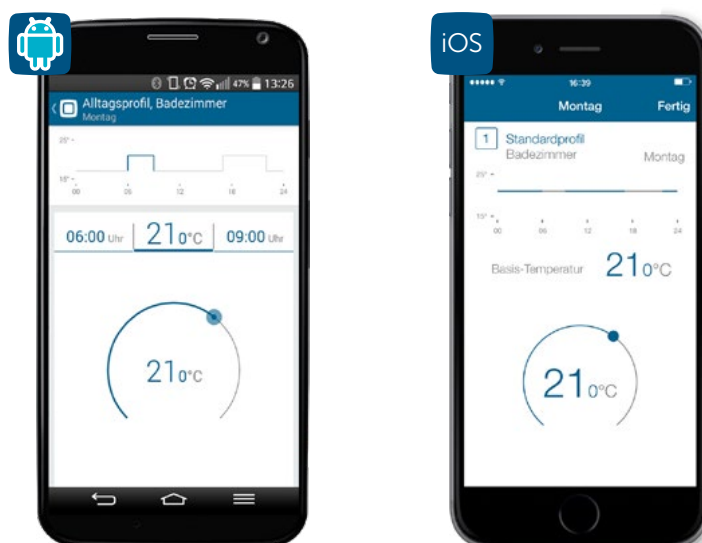 47% 13:26
Alltagsprofil, Badezimmer
Montag
25°
15°
00 06 12 18 24
06:00 Uhr 21 0°C 09:00 Uhr
21 0°C
iOS
16:39
Montag Fertig
1 Standardprofil
Badezimmer Montag
25°
15°
00 06 12 18 24
Basis-Temperatur 21 0°C
21 0°C